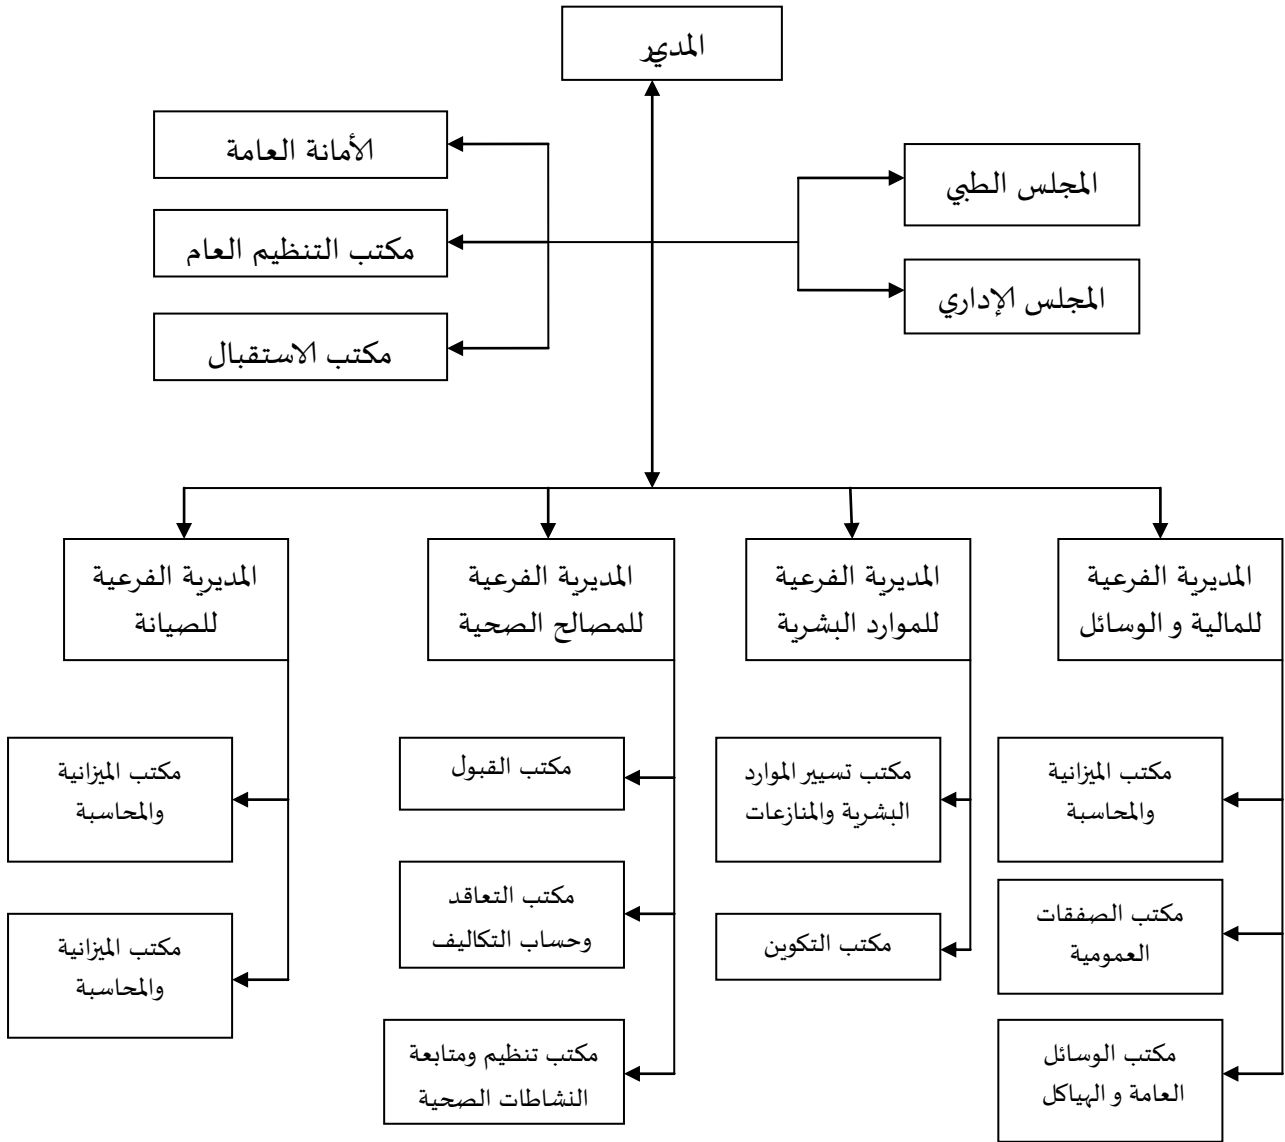 المدير
المجلس الطبي
المجلس الإداري
الأمانة العامة
مكتب التنظيم العام
مكتب الاستقبال
المديرية الفرعية
للمالية و الوسائل
المديرية الفرعية
للموارد البشرية
المديرية الفرعية
للمصالح الصحية
المديرية الفرعية
للصيانة
مكتب الميزانية
والمحاسبة
مكتب الصفقات
العمومية
مكتب الوسائل
العامة و الهياكل
مكتب تسيير الموارد
البشرية والمنازعات
مكتب التكوين
مكتب القبول
مكتب التعاقد
وحساب التكاليف
مكتب تنظيم ومتابعة
النشاطات الصحية
مكتب الميزانية
والمحاسبة
مكتب الميزانية
والمحاسبة